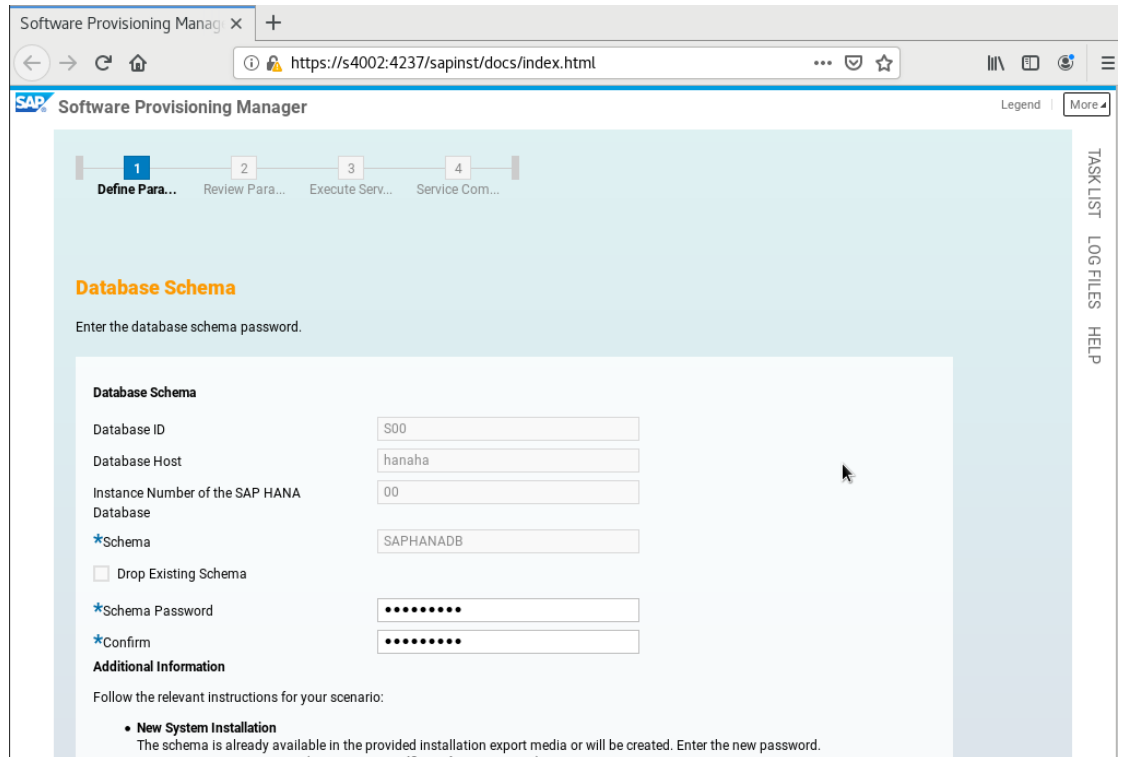 Software Provisioning Manag
https://s4002:4237/sapinst/docs/index.html
SAP
Software Provisioning Manager
Legend
More
1
2
3
4
Define Para...
Review Para...
Execute Serv...
Service Com...
TASK LIST
LOG FILES
HELP
Database Schema
Enter the database schema password.
Database Schema
Database ID
S00
Database Host
hanaha
Instance Number of the SAP HANA
Database
00
*Schema
SAPHANADB
Drop Existing Schema
*Schema Password
•••••••••
*Confirm
•••••••••
Additional Information
Follow the relevant instructions for your scenario:
• New System Installation
The schema is already available in the provided installation export media or will be created. Enter the new password.